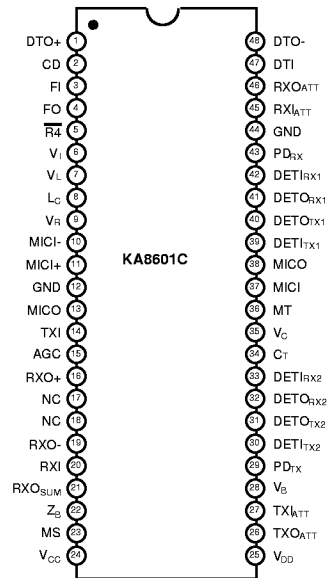 DTO+ 1 48 DTO-
CD 2 47 DTI
FI 3 46 RXOATT
FO 4 45 RXIATT
R4 5 44 GND
VI 6 43 PDRX
VL 7 42 DETIRX1
LC 8 41 DETORX1
VR 9 40 DETOTX1
MICI- 10 39 DETITX1
MICI+ 11 KA8601C 38 MICO
GND 12 37 MICI
MICO 13 36 MT
TXI 14 35 VC
AGC 15 34 CT
RXO+ 16 33 DETIRX2
NC 17 32 DETORX2
NC 18 31 DETOTX2
RXO- 19 30 DETITX2
RXI 20 29 PDTX
RXOSUM 21 28 VB
ZB 22 27 TXIATT
MS 23 26 TXOATT
VCC 24 25 VDD